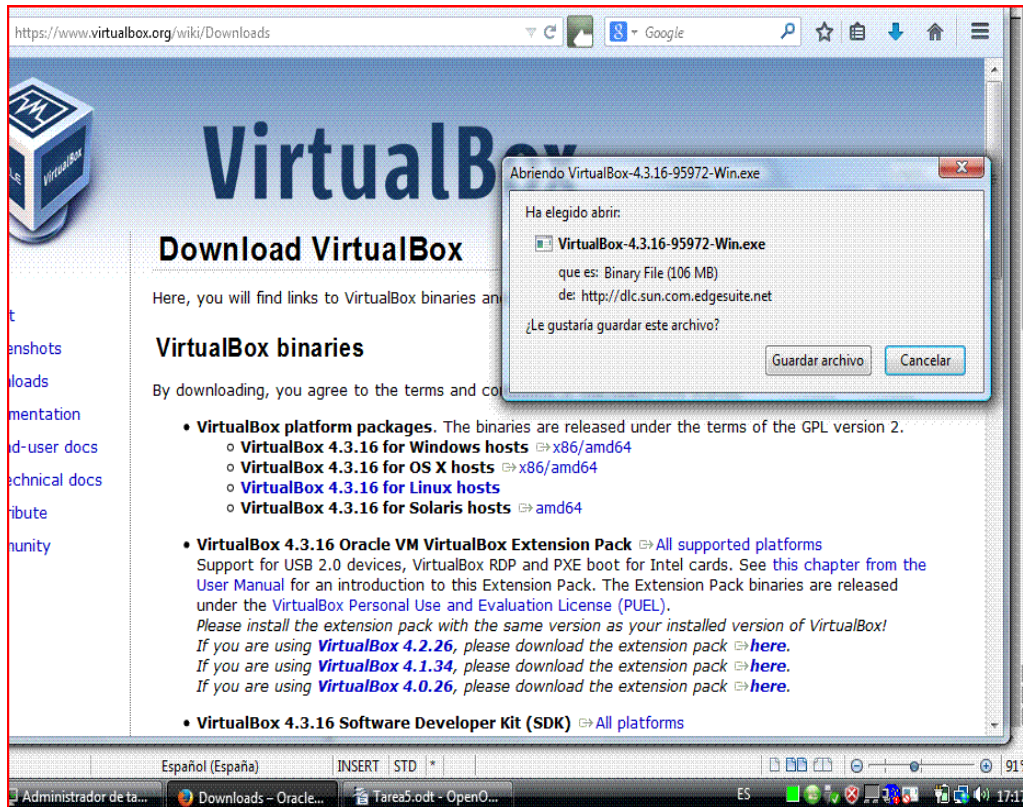 https://www.virtualbox.org/wiki/Downloads
Google
VirtualBox
VirtualBox
Abriendo VirtualBox-4.3.16-95972-Win.exe
Ha elegido abrir:
VirtualBox-4.3.16-95972-Win.exe
que es: Binary File (106 MB)
de: http://dlc.sun.com.edgesuite.net
¿Le gustaría guardar este archivo?
Guardar archivo Cancelar
Download VirtualBox
Here, you will find links to VirtualBox binaries and
VirtualBox binaries
By downloading, you agree to the terms and co
• VirtualBox platform packages. The binaries are released under the terms of the GPL version 2.
VirtualBox 4.3.16 for Windows hosts x86/amd64
VirtualBox 4.3.16 for OS X hosts x86/amd64
VirtualBox 4.3.16 for Linux hosts
VirtualBox 4.3.16 for Solaris hosts amd64
• VirtualBox 4.3.16 Oracle VM VirtualBox Extension Pack All supported platforms
Support for USB 2.0 devices, VirtualBox RDP and PXE boot for Intel cards. See this chapter from the
User Manual for an introduction to this Extension Pack. The Extension Pack binaries are released
under the VirtualBox Personal Use and Evaluation License (PUEL).
Please install the extension pack with the same version as your installed version of VirtualBox!
If you are using VirtualBox 4.2.26, please download the extension pack here.
If you are using VirtualBox 4.1.34, please download the extension pack here.
If you are using VirtualBox 4.0.26, please download the extension pack here.
• VirtualBox 4.3.16 Software Developer Kit (SDK) All platforms
t
enshots
loads
mentation
nd-user docs
echnical docs
ribute
nunity
Español (España) INSERT STD * 91
Administrador de ta... Downloads – Oracle... Tarea5.odt - OpenO... ES 17:1